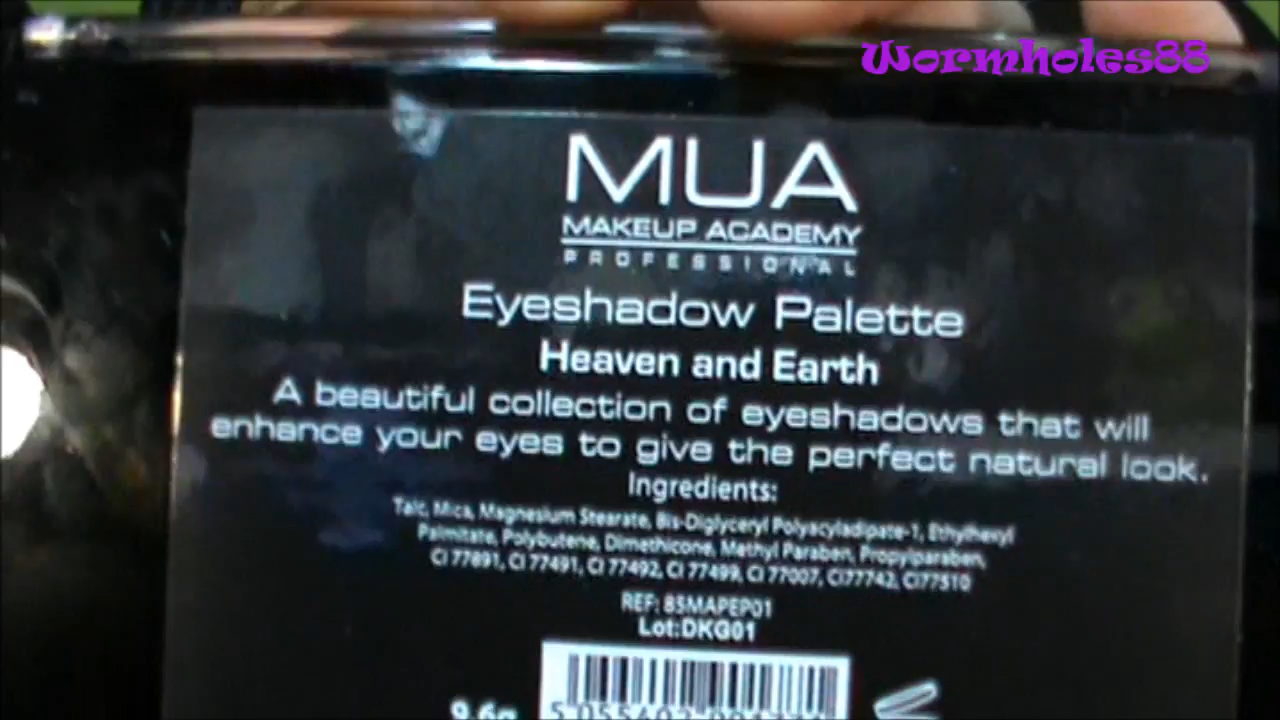 Wormholes88
MUA
MAKEUP ACADEMY
PROFESSIONAL
Eyeshadow Palette
Heaven and Earth
A beautiful collection of eyeshadows that will
enhance your eyes to give the perfect natural look.
Ingredients:
Talc, Mica, Magnesium Stearate, Bis-Diglyceryl Polyacyladipate-1, Ethylhexyl
Palmitate, Polybutene, Dimethicone, Methyl Paraben, Propylparaben,
CI 77891, CI 77491, CI 77492, CI 77499, CI 77007, CI77742, CI77510
REF: 85MAPEP01
Lot:DKG01
9.6g